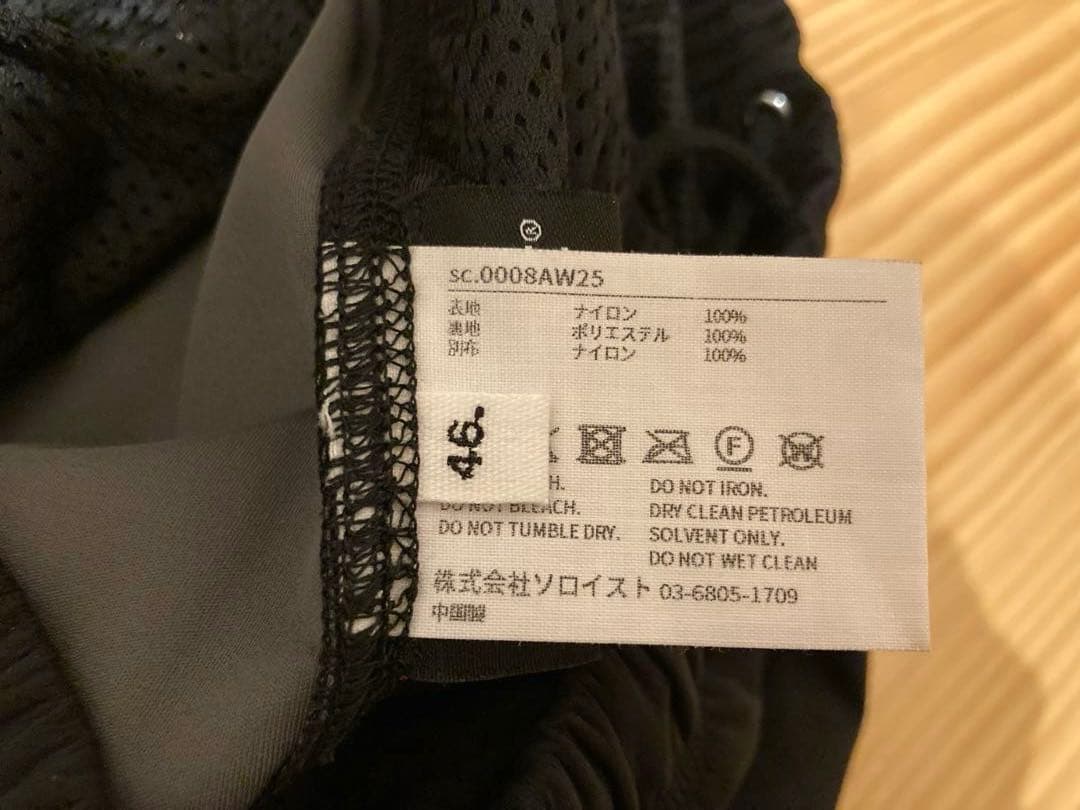 ®
sc.0008AW25
表地 ナイロン 100%
裏地 ポリエステル 100%
別布 ナイロン 100%
46.
H.
DO NOT BLEACH.
DO NOT TUMBLE DRY.
DO NOT IRON.
DRY CLEAN PETROLEUM
SOLVENT ONLY.
DO NOT WET CLEAN
株式会社ソロイスト 03-6805-1709
中国製